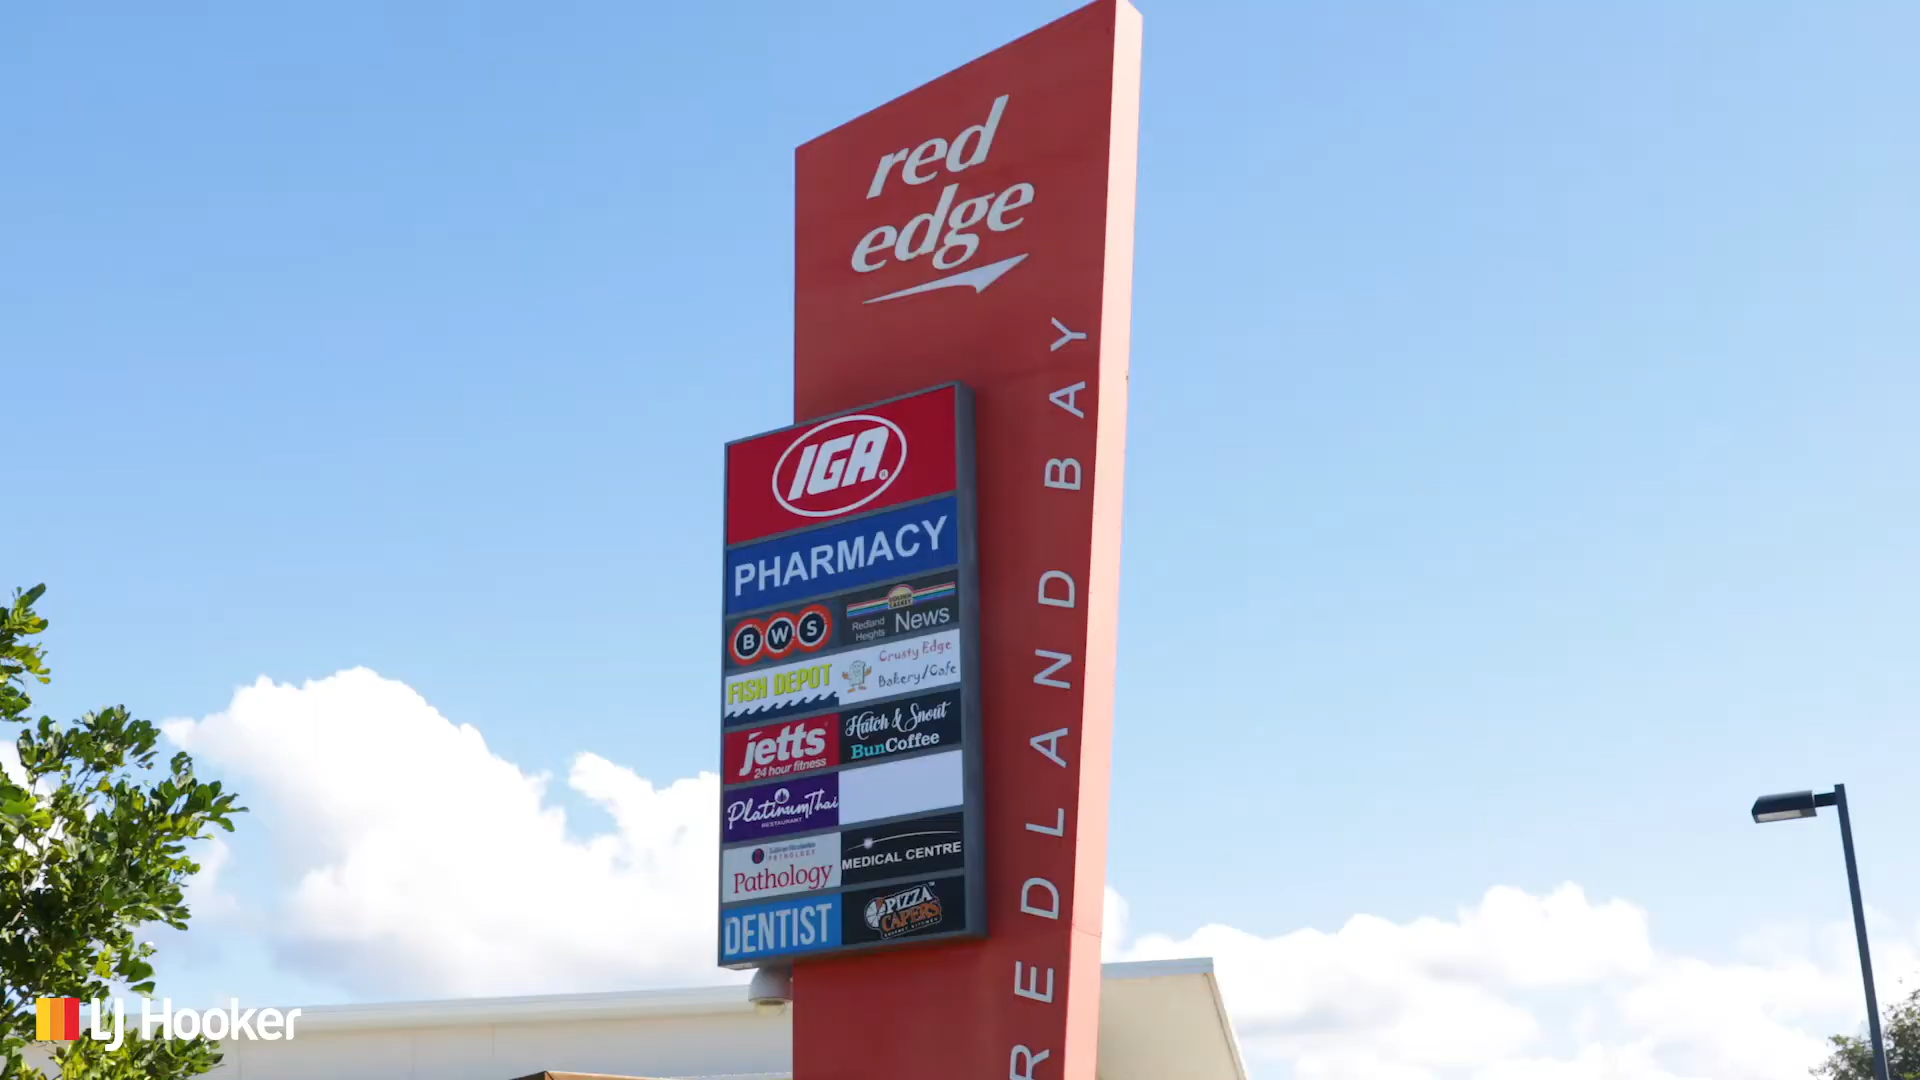 red
edge
REDLAND BAY
IGA
PHARMACY
BWS
Redland
Heights
News
FISH DEPOT
Crusty Edge
Bakery/Cafe
jetts
24 hour fitness
Hatch & Snout
BunCoffee
PlatinumThai
RESTAURANT
PATHOLOGY
Pathology
MEDICAL CENTRE
DENTIST
PIZZA
CAPERS
LJ Hooker